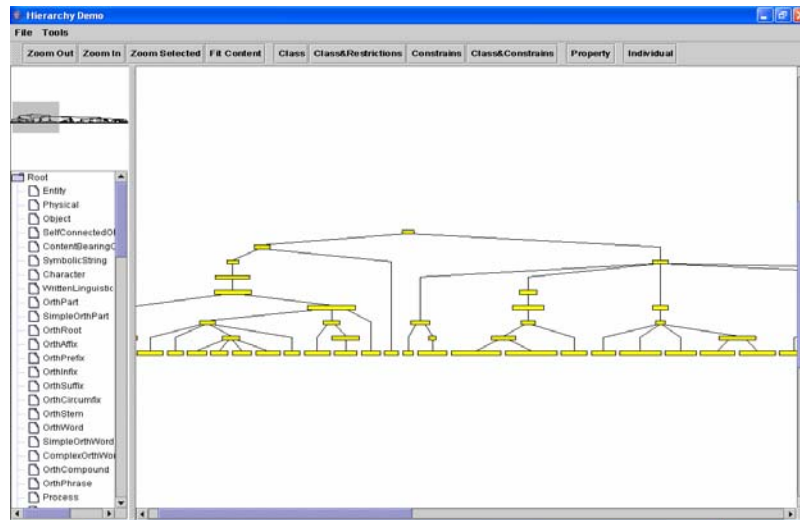 Hierarchy Demo
File Tools
Zoom Out Zoom In Zoom Selected Fit Content Class Class&Restrictions Constrains Class&Constrains Property Individual
Root
Entity
Physical
Object
SelfConnectedO
ContentBearingO
SymbolicString
Character
WrittenLinguistic
OrthPart
SimpleOrthPart
OrthRoot
OrthAffix
OrthPrefix
OrthInfix
OrthSuffix
OrthCircumfix
OrthStem
OrthWord
SimpleOrthWord
ComplexOrthWor
OrthCompound
OrthPhrase
Process